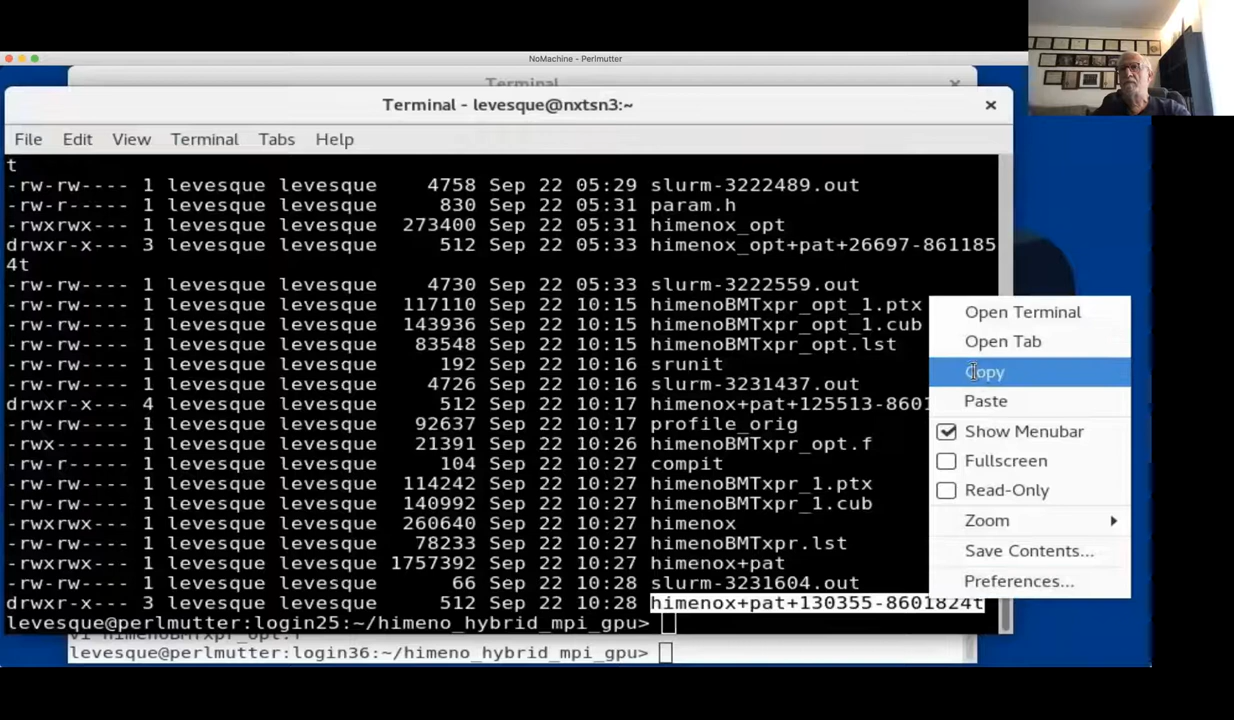 NoMachine - Perlmutter
Terminal
Terminal - levesque@nxtsn3:~
File Edit View Terminal Tabs Help
t
-rw-rw---- 1 levesque levesque 4758 Sep 22 05:29 slurm-3222489.out
-rw-r----- 1 levesque levesque 830 Sep 22 05:31 param.h
-rwxrwx--- 1 levesque levesque 273400 Sep 22 05:31 himenox_opt
drwxr-x--- 3 levesque levesque 512 Sep 22 05:33 himenox_opt+pat+26697-861185
4t
-rw-rw---- 1 levesque levesque 4730 Sep 22 05:33 slurm-3222559.out
-rw-rw---- 1 levesque levesque 117110 Sep 22 10:15 himenoBMTxpr_opt_1.ptx
-rw-rw---- 1 levesque levesque 143936 Sep 22 10:15 himenoBMTxpr_opt_1.cub
-rw-rw---- 1 levesque levesque 83548 Sep 22 10:15 himenoBMTxpr_opt.lst
-rw-rw---- 1 levesque levesque 192 Sep 22 10:16 srunit
-rw-rw---- 1 levesque levesque 4726 Sep 22 10:16 slurm-3231437.out
drwxr-x--- 4 levesque levesque 512 Sep 22 10:17 himenox+pat+125513-8601
-rw-rw---- 1 levesque levesque 92637 Sep 22 10:17 profile_orig
-rwx------ 1 levesque levesque 21391 Sep 22 10:26 himenoBMTxpr_opt.f
-rw-r----- 1 levesque levesque 104 Sep 22 10:27 compit
-rw-rw---- 1 levesque levesque 114242 Sep 22 10:27 himenoBMTxpr_1.ptx
-rw-rw---- 1 levesque levesque 140992 Sep 22 10:27 himenoBMTxpr_1.cub
-rwxrwx--- 1 levesque levesque 260640 Sep 22 10:27 himenox
-rw-rw---- 1 levesque levesque 78233 Sep 22 10:27 himenoBMTxpr.lst
-rwxrwx--- 1 levesque levesque 1757392 Sep 22 10:27 himenox+pat
-rw-rw---- 1 levesque levesque 66 Sep 22 10:28 slurm-3231604.out
drwxr-x--- 3 levesque levesque 512 Sep 22 10:28 himenox+pat+130355-8601824t
levesque@perlmutter:login25:~/himeno_hybrid_mpi_gpu>
vi himenoBMTxpr_opt.f
levesque@perlmutter:login36:~/himeno_hybrid_mpi_gpu>
Open Terminal
Open Tab
Copy
Paste
Show Menubar
Fullscreen
Read-Only
Zoom
Save Contents...
Preferences...